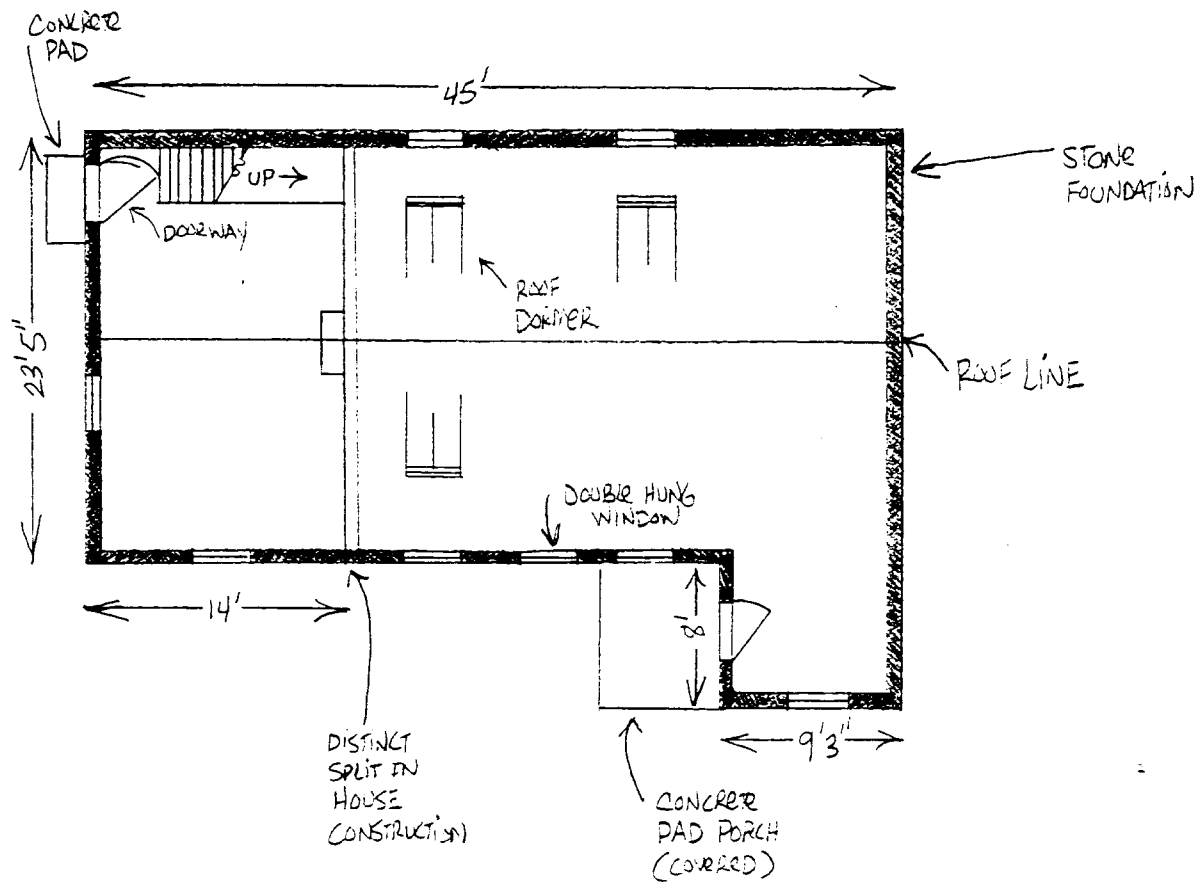 CONCRETE
PAD
45'
STONE
FOUNDATION
UP
DOORWAY
ROOF
DORMER
23'5"
ROOF LINE
DOUBLE HUNG
WINDOW
14'
8'
9'3"
DISTINCT
SPLIT IN
HOUSE
CONSTRUCTION
CONCRETE
PAD PORCH
(COVERED)